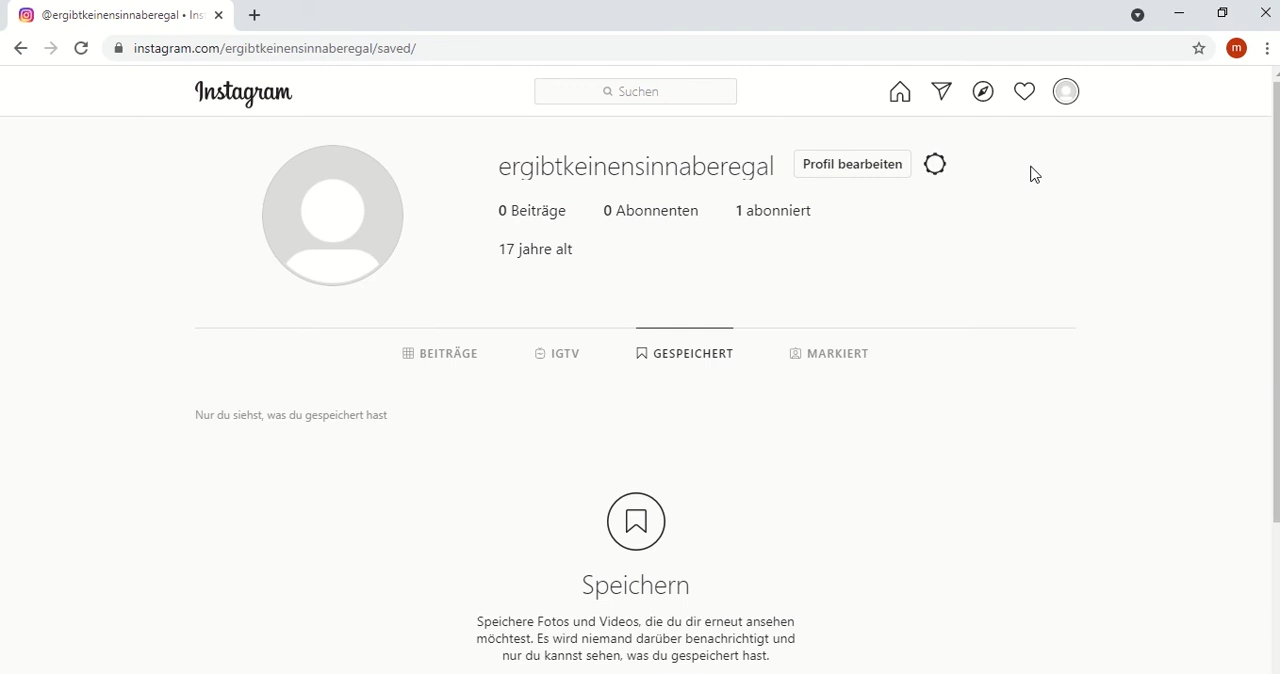 @ergibtkeinensinnaberegal • Ins
instagram.com/ergibtkeinensinnaberegal/saved/
m
Instagram
Suchen
ergibtkeinensinnaberegal
Profil bearbeiten
0 Beiträge 0 Abonnenten 1 abonniert
17 jahre alt
BEITRÄGE IGTV GESPEICHERT MARKIERT
Nur du siehst, was du gespeichert hast
Speichern
Speichere Fotos und Videos, die du dir erneut ansehen
möchtest. Es wird niemand darüber benachrichtigt und
nur du kannst sehen, was du gespeichert hast.